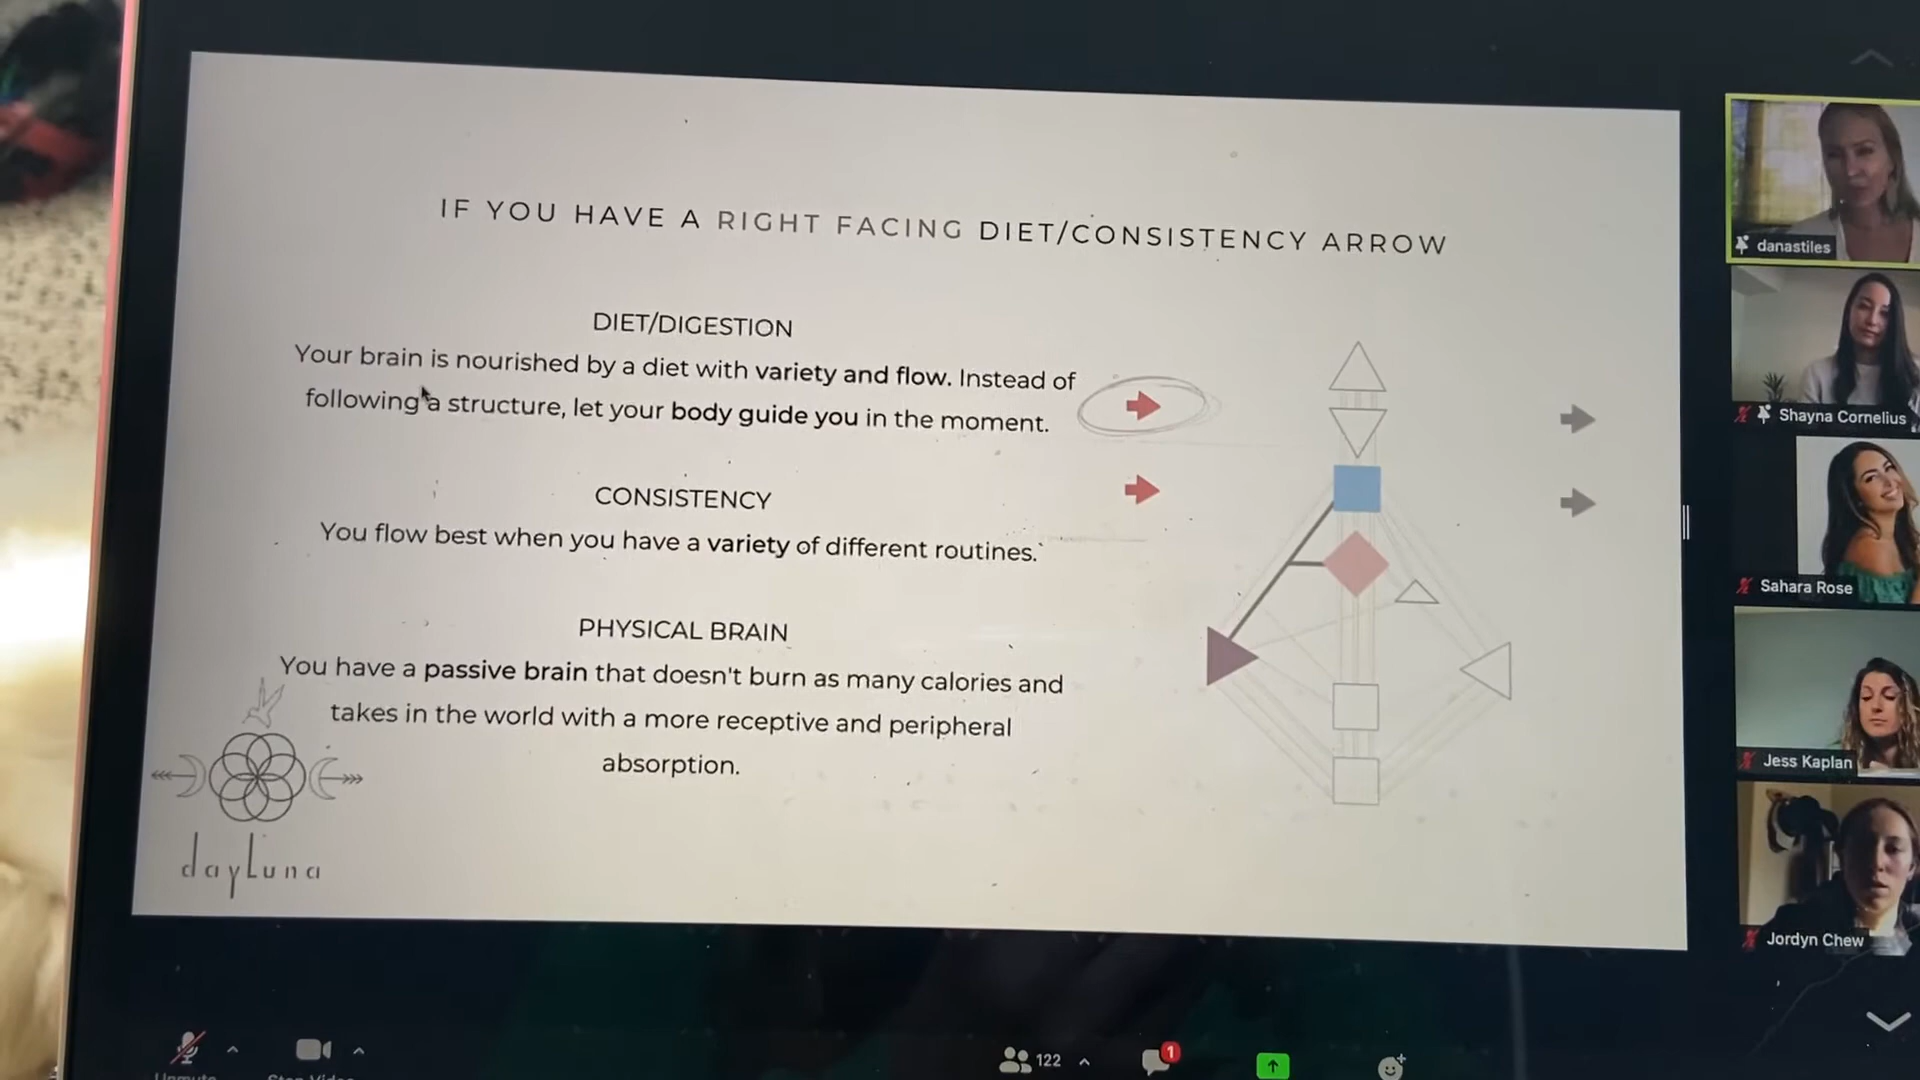 IF YOU HAVE A RIGHT FACING DIET/CONSISTENCY ARROW
DIET/DIGESTION
Your brain is nourished by a diet with variety and flow. Instead of
following a structure, let your body guide you in the moment.
CONSISTENCY
You flow best when you have a variety of different routines.
PHYSICAL BRAIN
You have a passive brain that doesn't burn as many calories and
takes in the world with a more receptive and peripheral
absorption.
dayLuna
danastiles
Shayna Cornelius
Sahara Rose
Jess Kaplan
Jordyn Chew
122
1